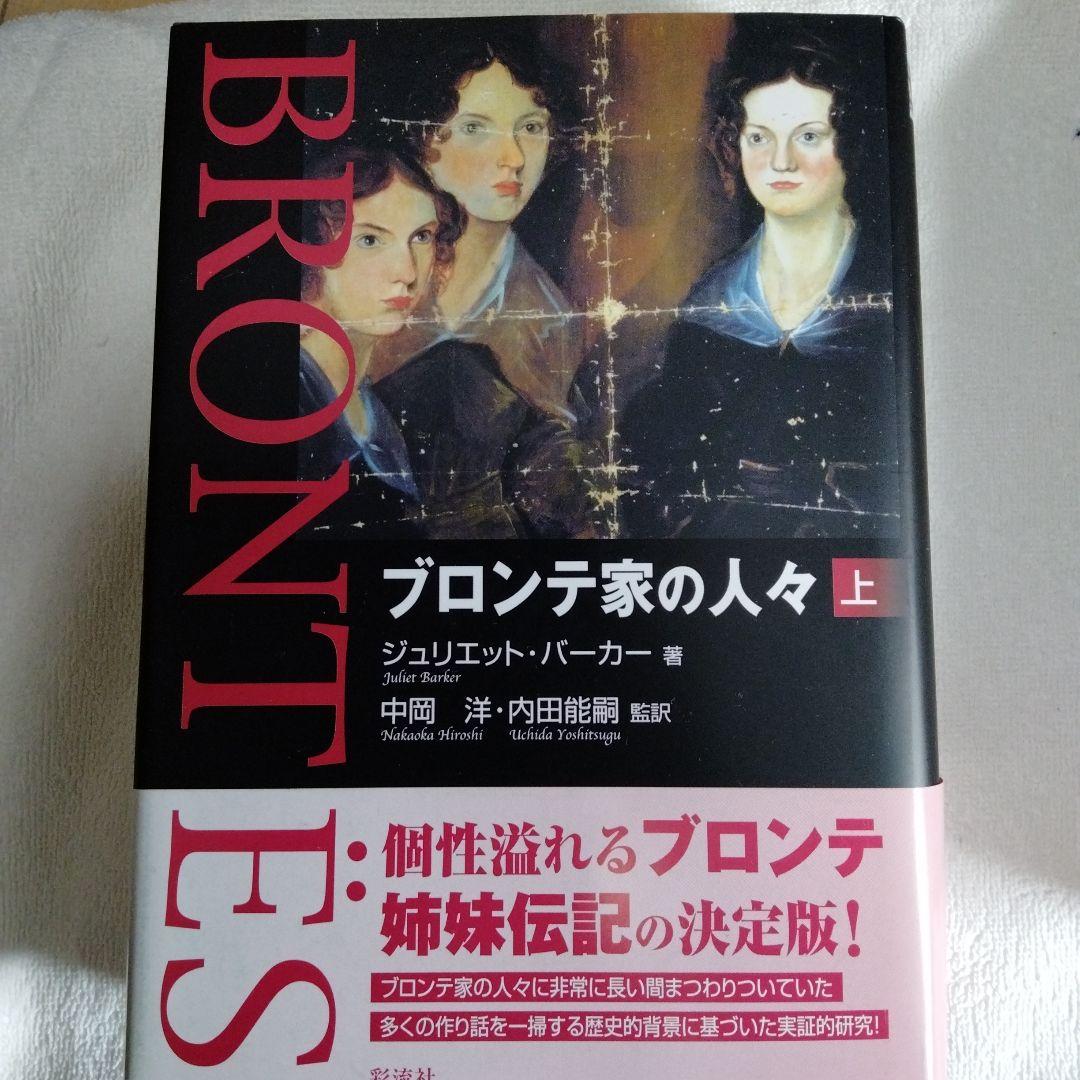 BRONTËS
ブロンテ家の人々 上
ジュリエット・バーカー 著
Juliet Barker
中岡 洋・内田能嗣 監訳
Nakaoka Hiroshi Uchida Yoshitsugu
個性溢れるブロンテ
姉妹伝記の決定版!
ブロンテ家の人々に非常に長い間まつわりついていた
多くの作り話を一掃する歴史的背景に基づいた実証的研究!
彩流社